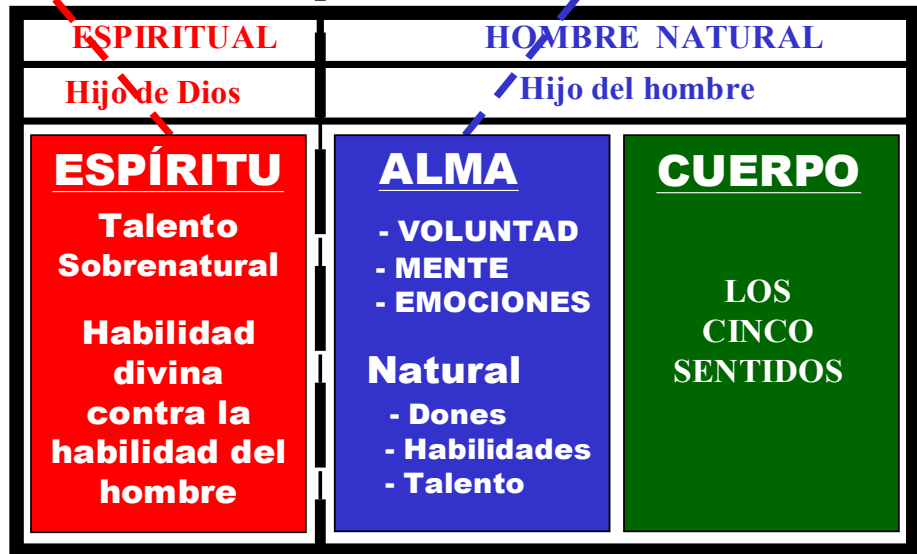 ESPIRITUAL
HOMBRE NATURAL
Hijo de Dios
Hijo del hombre
ESPÍRITU
Talento
Sobrenatural
Habilidad
divina
contra la
habilidad del
hombre
ALMA
- VOLUNTAD
- MENTE
- EMOCIONES
Natural
- Dones
- Habilidades
- Talento
CUERPO
LOS
CINCO
SENTIDOS